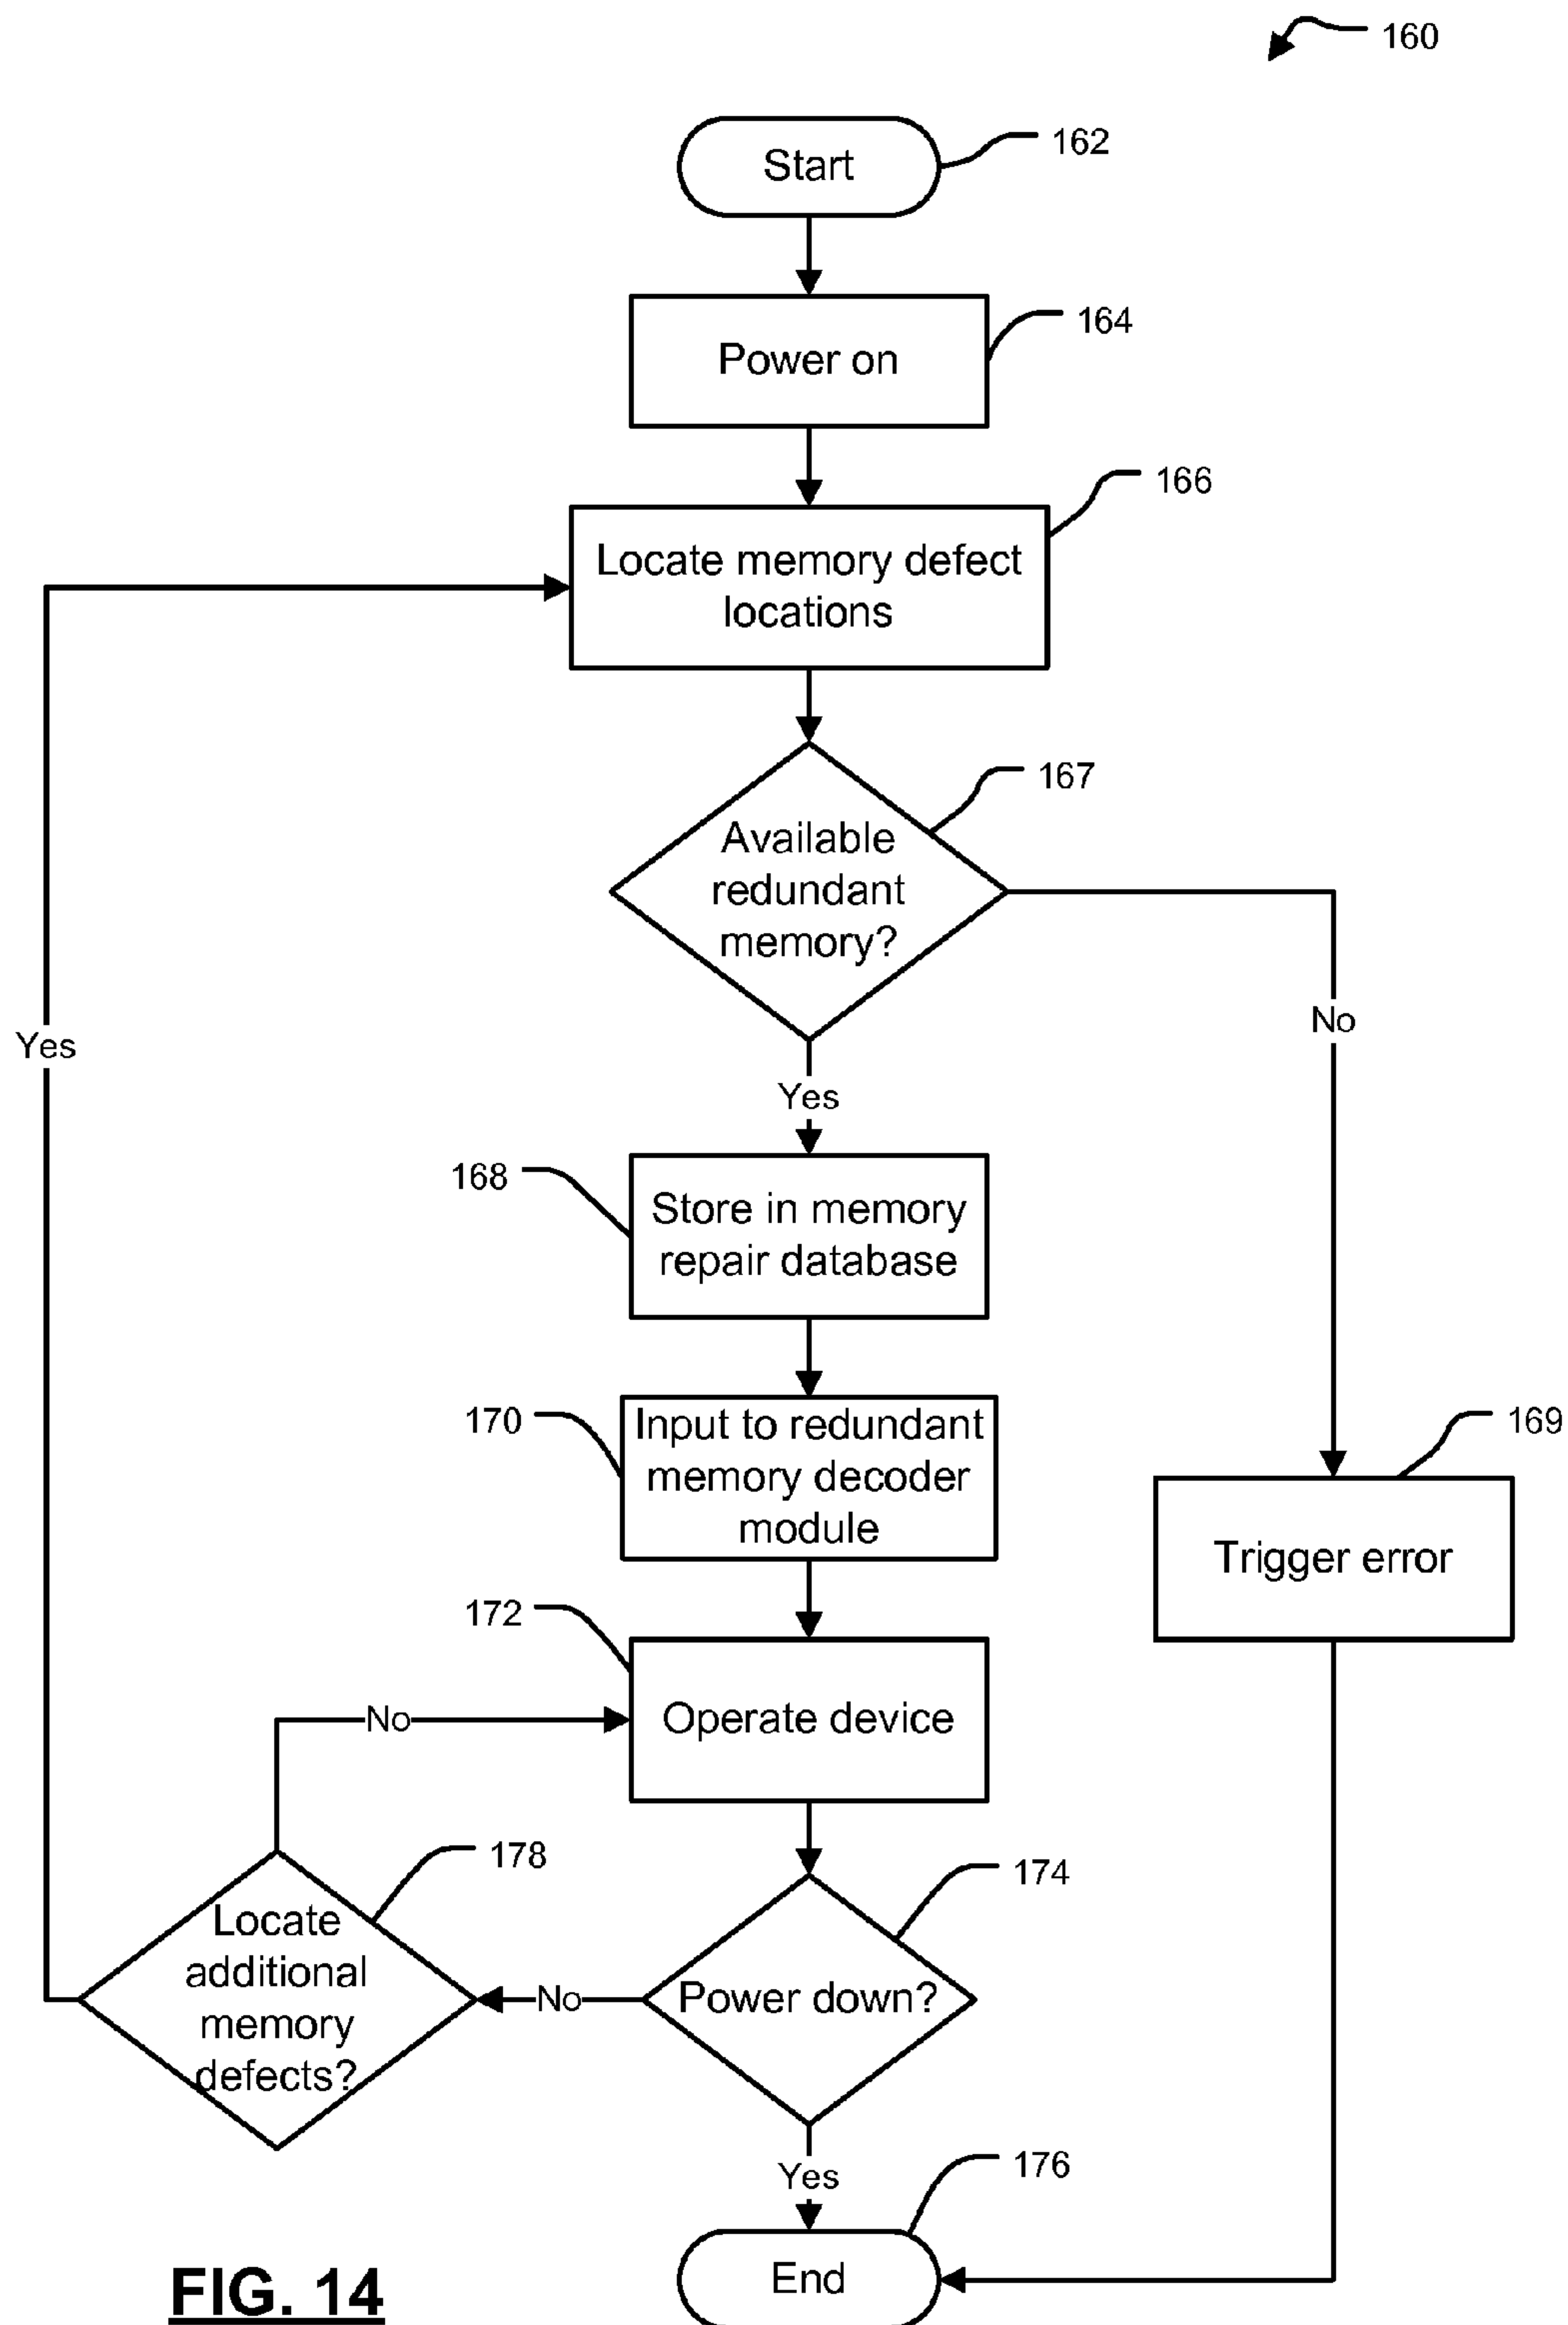 160
Start
162
Power on
164
166
Locate memory defect
locations
167
Available
redundant
memory?
No
Yes
Yes
168
Store in memory
repair database
170
Input to redundant
memory decoder
module
169
Trigger error
172
Operate device
No
178
174
Locate
additional
memory
defects?
No
Power down?
Yes
176
End
FIG. 14